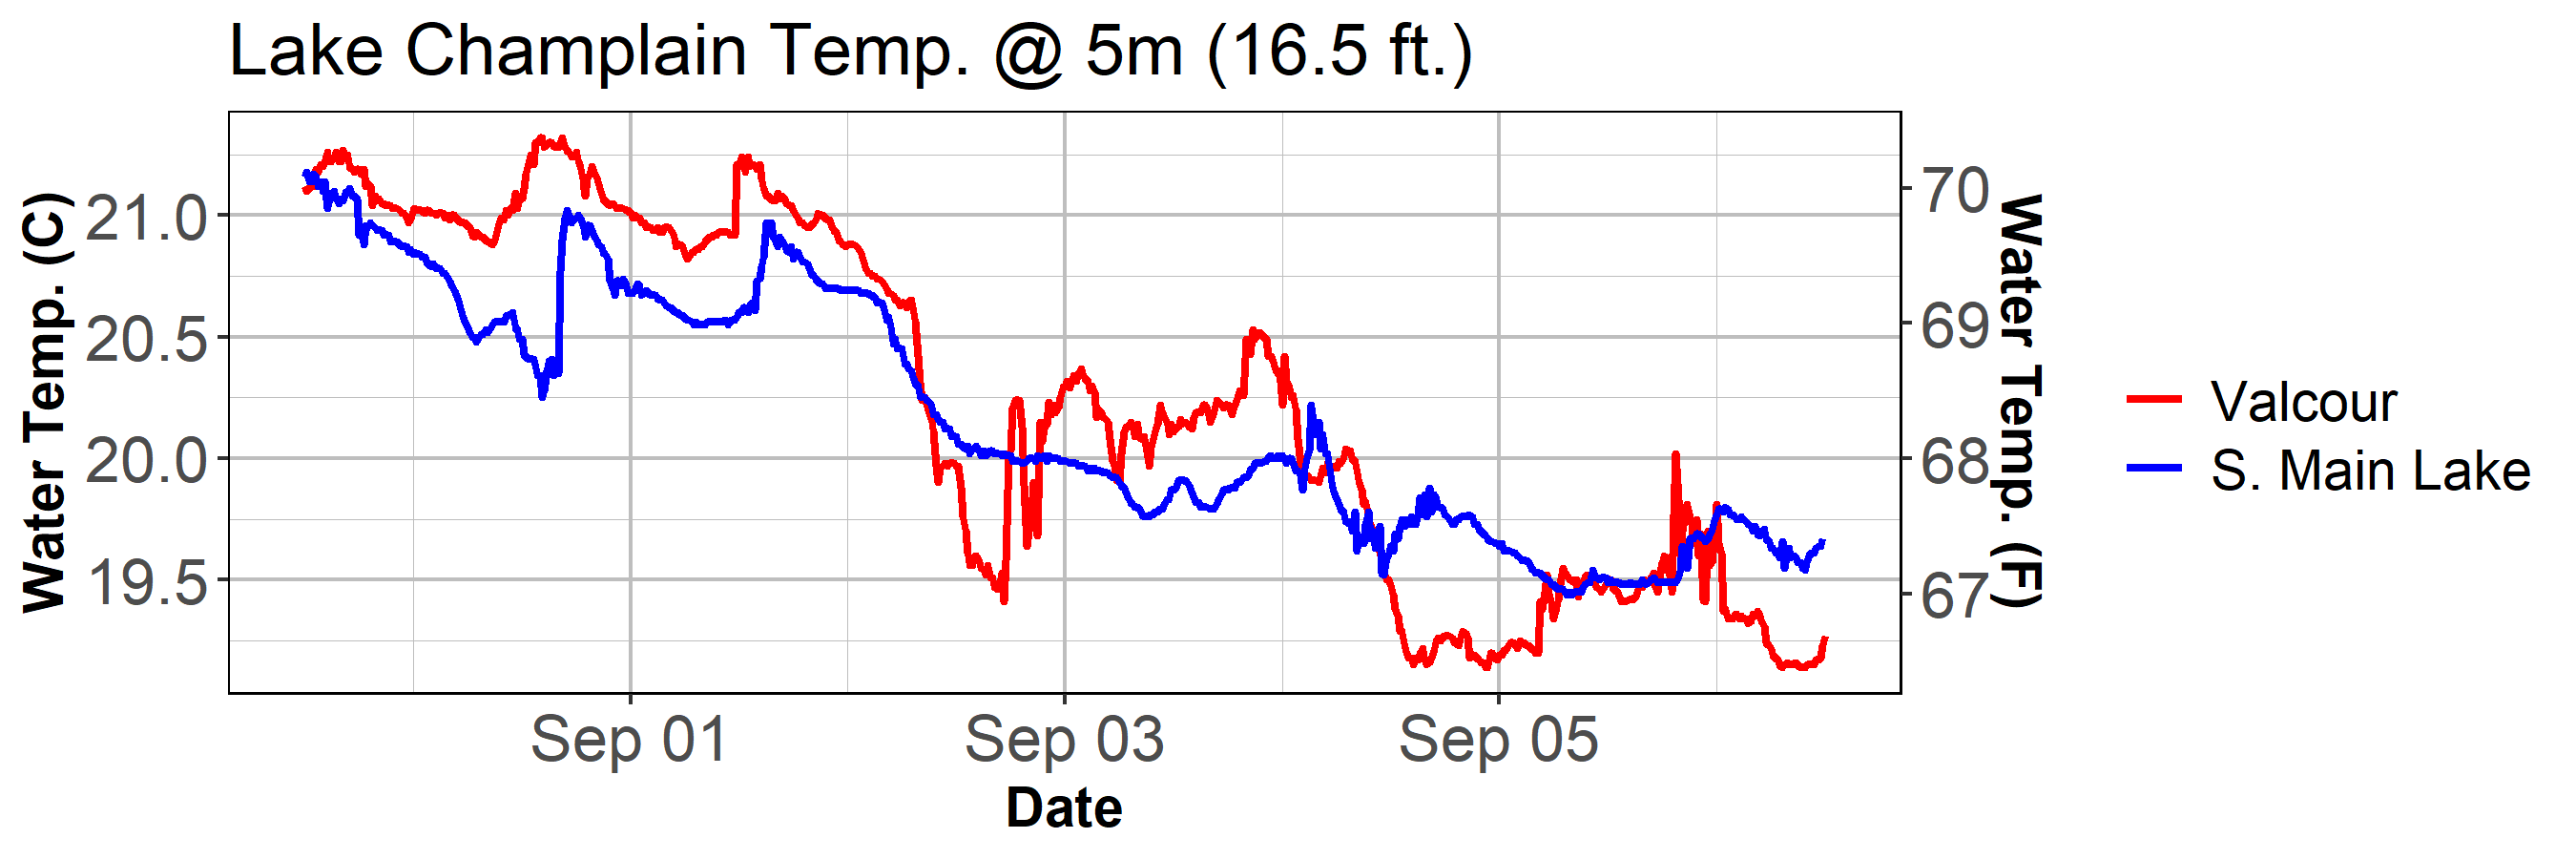 Lake Champlain Temp. @ 5m (16.5 ft.)
Water Temp. (C)
21.0
20.5
20.0
19.5
70
69
68
67
Water Temp. (F)
Sep 01
Sep 03
Sep 05
Date
Valcour
S. Main Lake